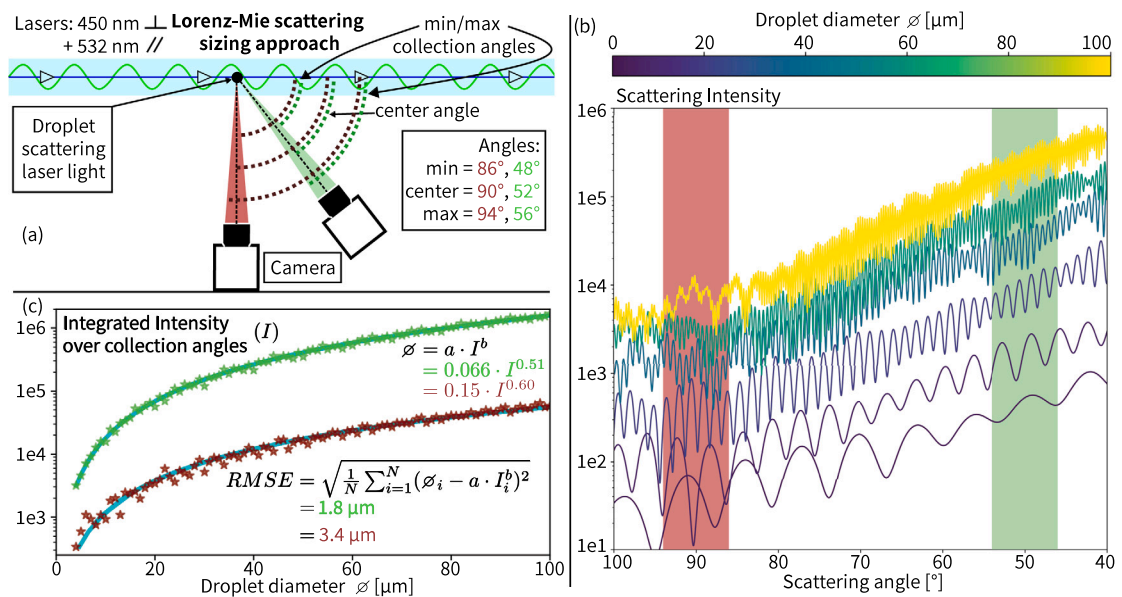 Lasers: 450 nm ⊥
+ 532 nm //
Lorenz-Mie scattering
sizing approach
min/max
collection angles
center angle
Droplet
scattering
laser light
Angles:
min = 86°, 48°
center = 90°, 52°
max = 94°, 56°
(a)
Camera
(b)
Droplet diameter ⌀ [µm]
0 20 40 60 80 100
Scattering Intensity
1e6
1e5
1e4
1e3
1e2
1e1
100 90 80 70 60 50 40
Scattering angle [°]
(c)
Integrated Intensity
over collection angles (I)
⌀ = a · I^b
= 0.066 · I^0.51
= 0.15 · I^0.60
RMSE = √(1/N ∑_{i=1}^{N}(⌀_i − a · I_i^b)^2)
= 1.8 µm
= 3.4 µm
1e6
1e5
1e4
1e3
0 20 40 60 80 100
Droplet diameter ⌀ [µm]